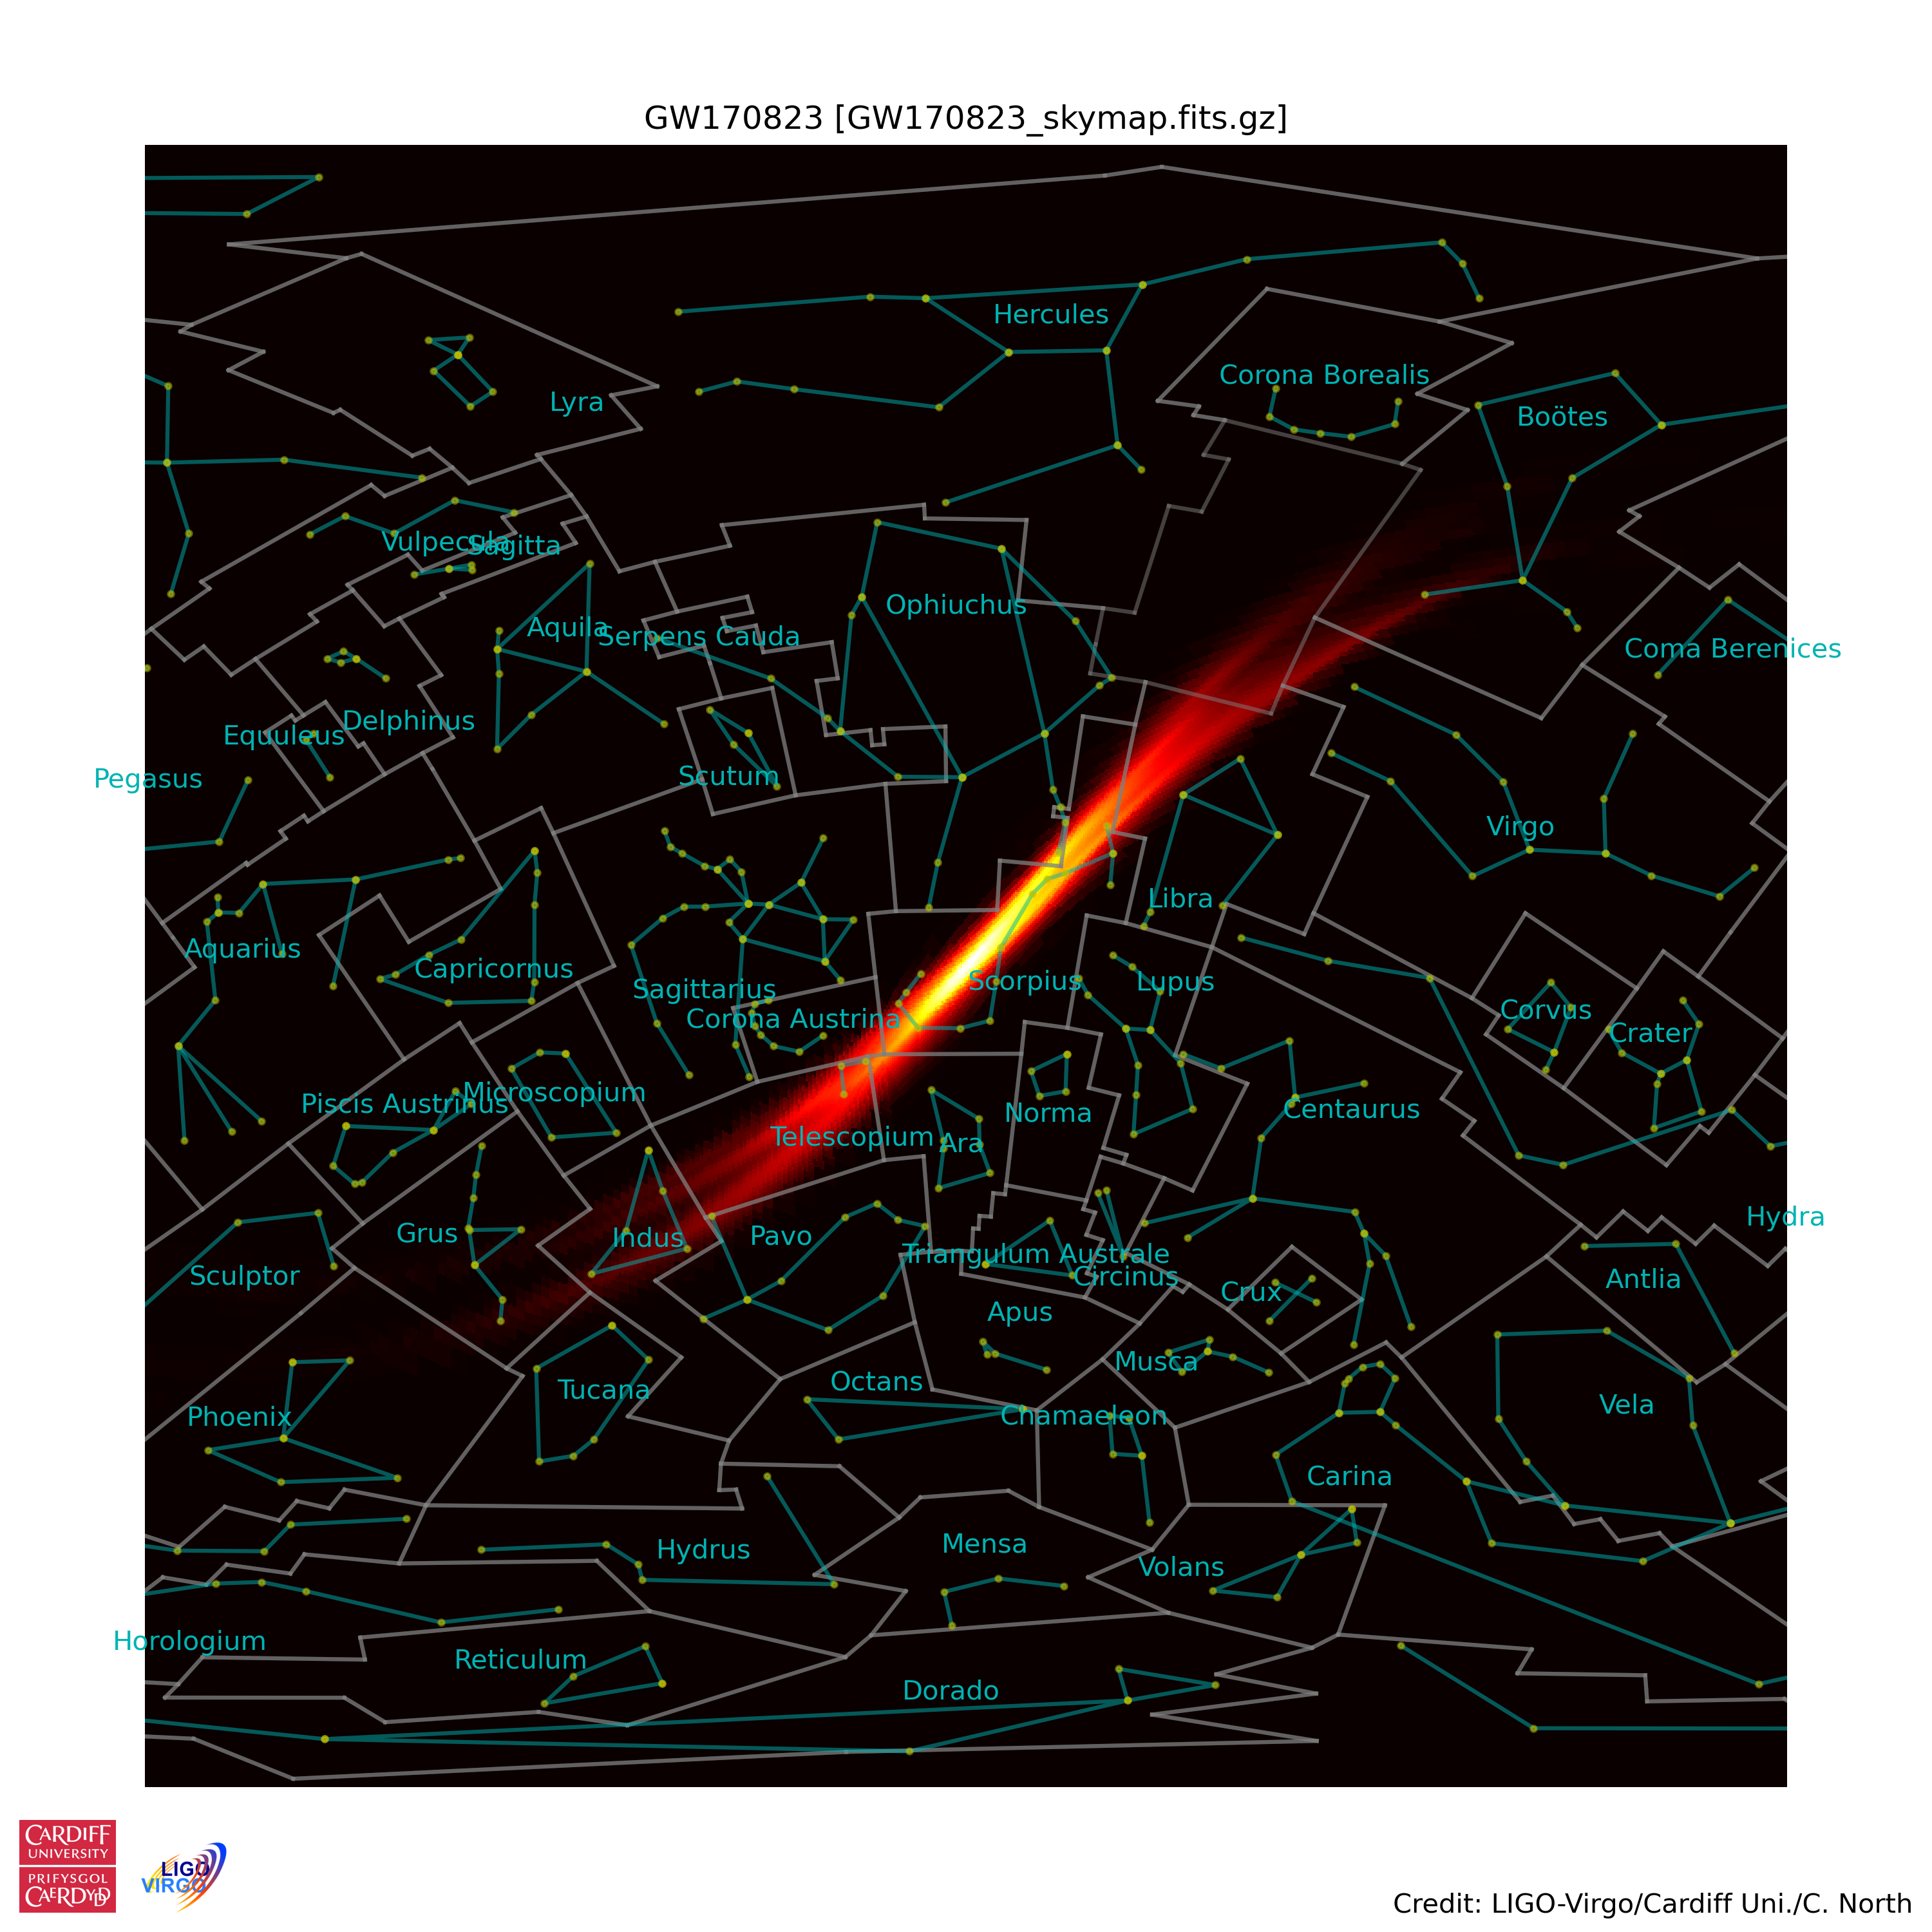 GW170823 [GW170823_skymap.fits.gz]
Hercules
Corona Borealis
Lyra
Boötes
Vulpecula
Sagitta
Ophiuchus
Aquila
Serpens Cauda
Coma Berenices
Delphinus
Equuleus
Pegasus
Scutum
Virgo
Libra
Aquarius
Capricornus
Sagittarius
Scorpius
Lupus
Corona Austrina
Corvus
Crater
Microscopium
Piscis Austrinus
Norma
Centaurus
Telescopium
Ara
Hydra
Grus
Indus
Pavo
Triangulum Australe
Circinus
Sculptor
Antlia
Crux
Apus
Musca
Octans
Tucana
Phoenix
Chamaeleon
Vela
Carina
Hydrus
Mensa
Volans
Horologium
Reticulum
Dorado
CARDIFF
UNIVERSITY
PRIFYSGOL
CAERDYDD
LIGO
VIRGO
Credit: LIGO-Virgo/Cardiff Uni./C. North